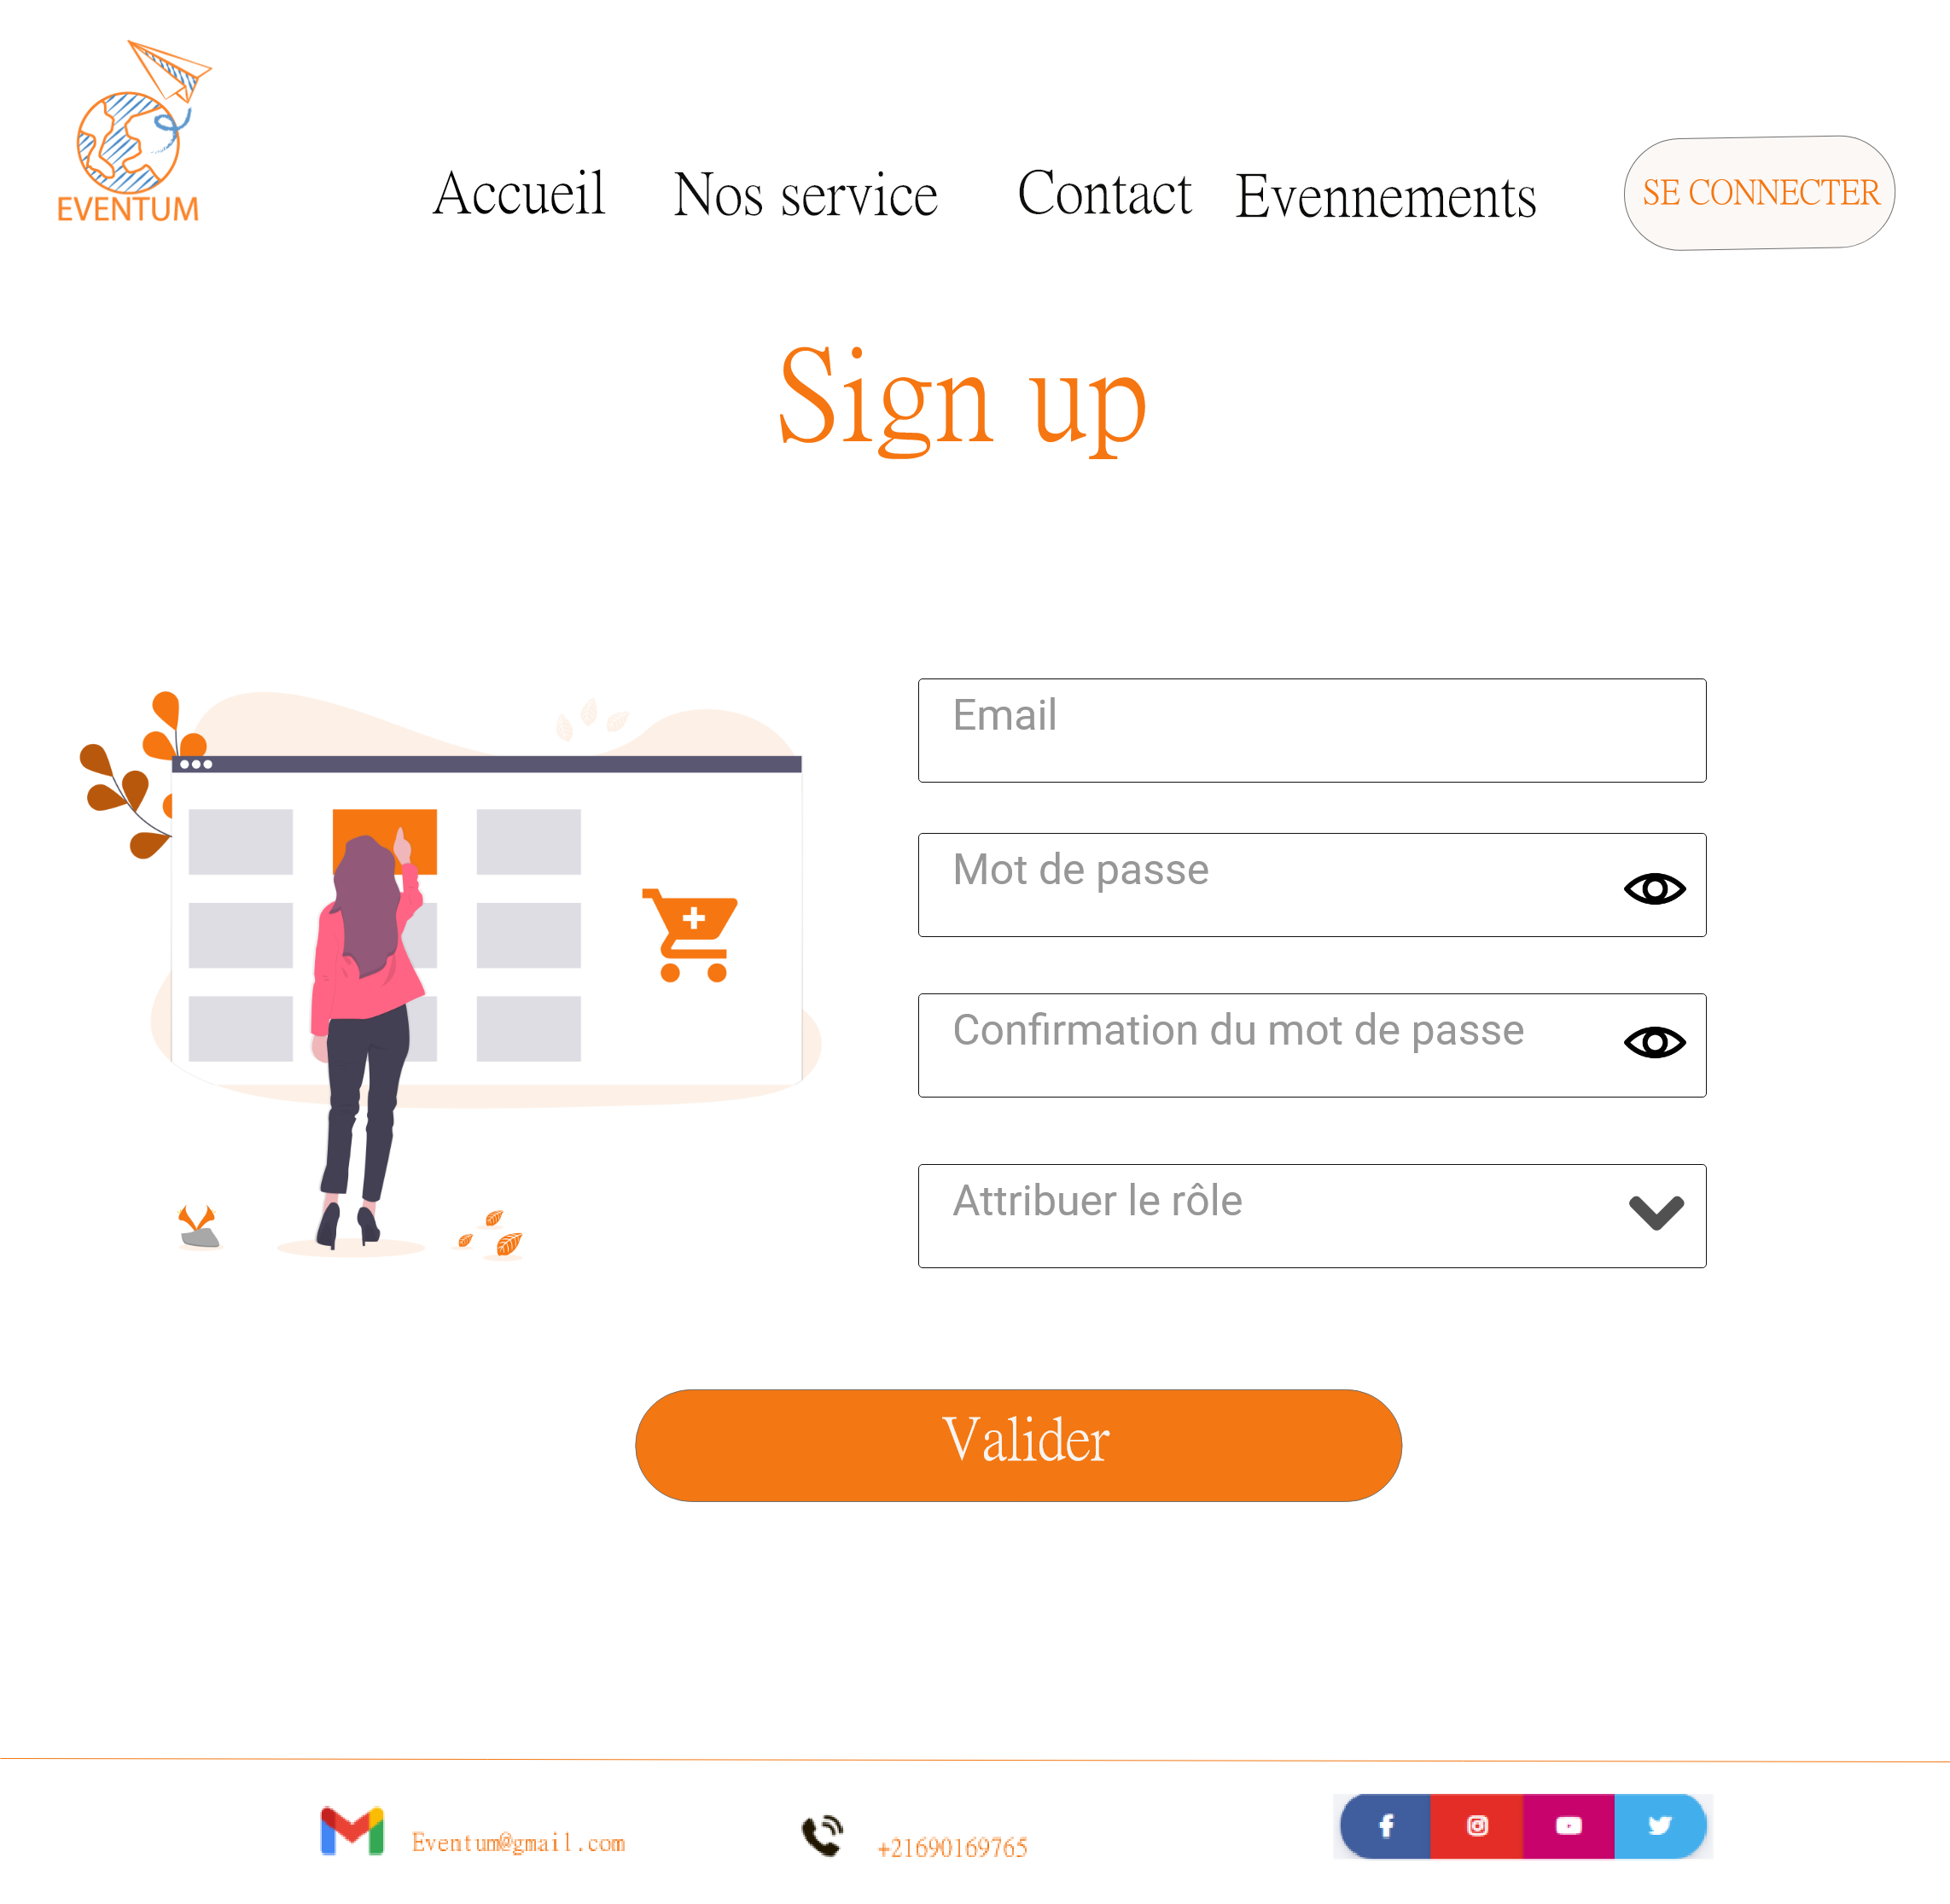 EVENTUM
Accueil
Nos service
Contact
Evennements
SE CONNECTER
Sign up
Email
Mot de passe
Confirmation du mot de passe
Attribuer le rôle
Valider
Eventum@gmail.com
+21690169765